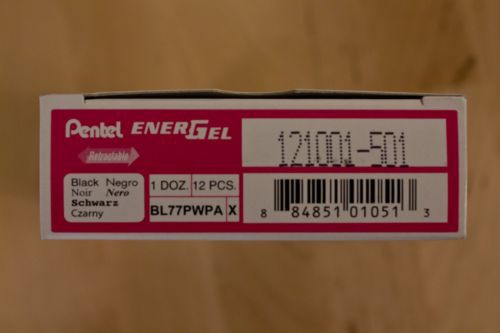 Pentel ENERGEL
Retractable
121001-501
Black Negro
Noir Nero
Schwarz
Czarny
1 DOZ. 12 PCS.
BL77PWPA X
8 84851 01051 3